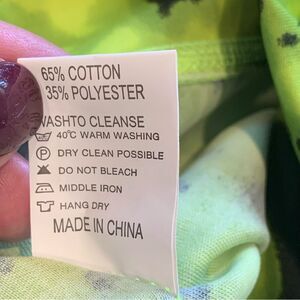 65% COTTON
35% POLYESTER
WASHTO CLEANSE
40°C WARM WASHING
P DRY CLEAN POSSIBLE
DO NOT BLEACH
MIDDLE IRON
HANG DRY
MADE IN CHINA